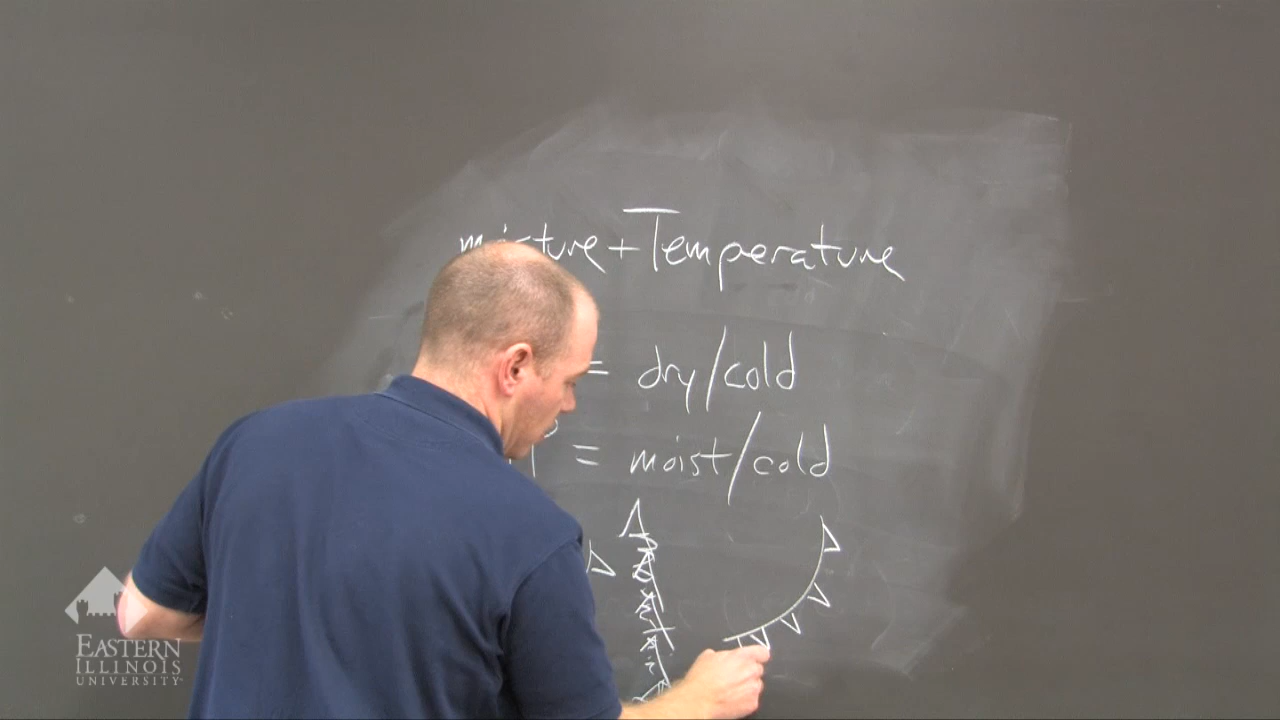 + Temperature
= dry/cold
P = moist/cold
EASTERN
ILLINOIS
UNIVERSITY